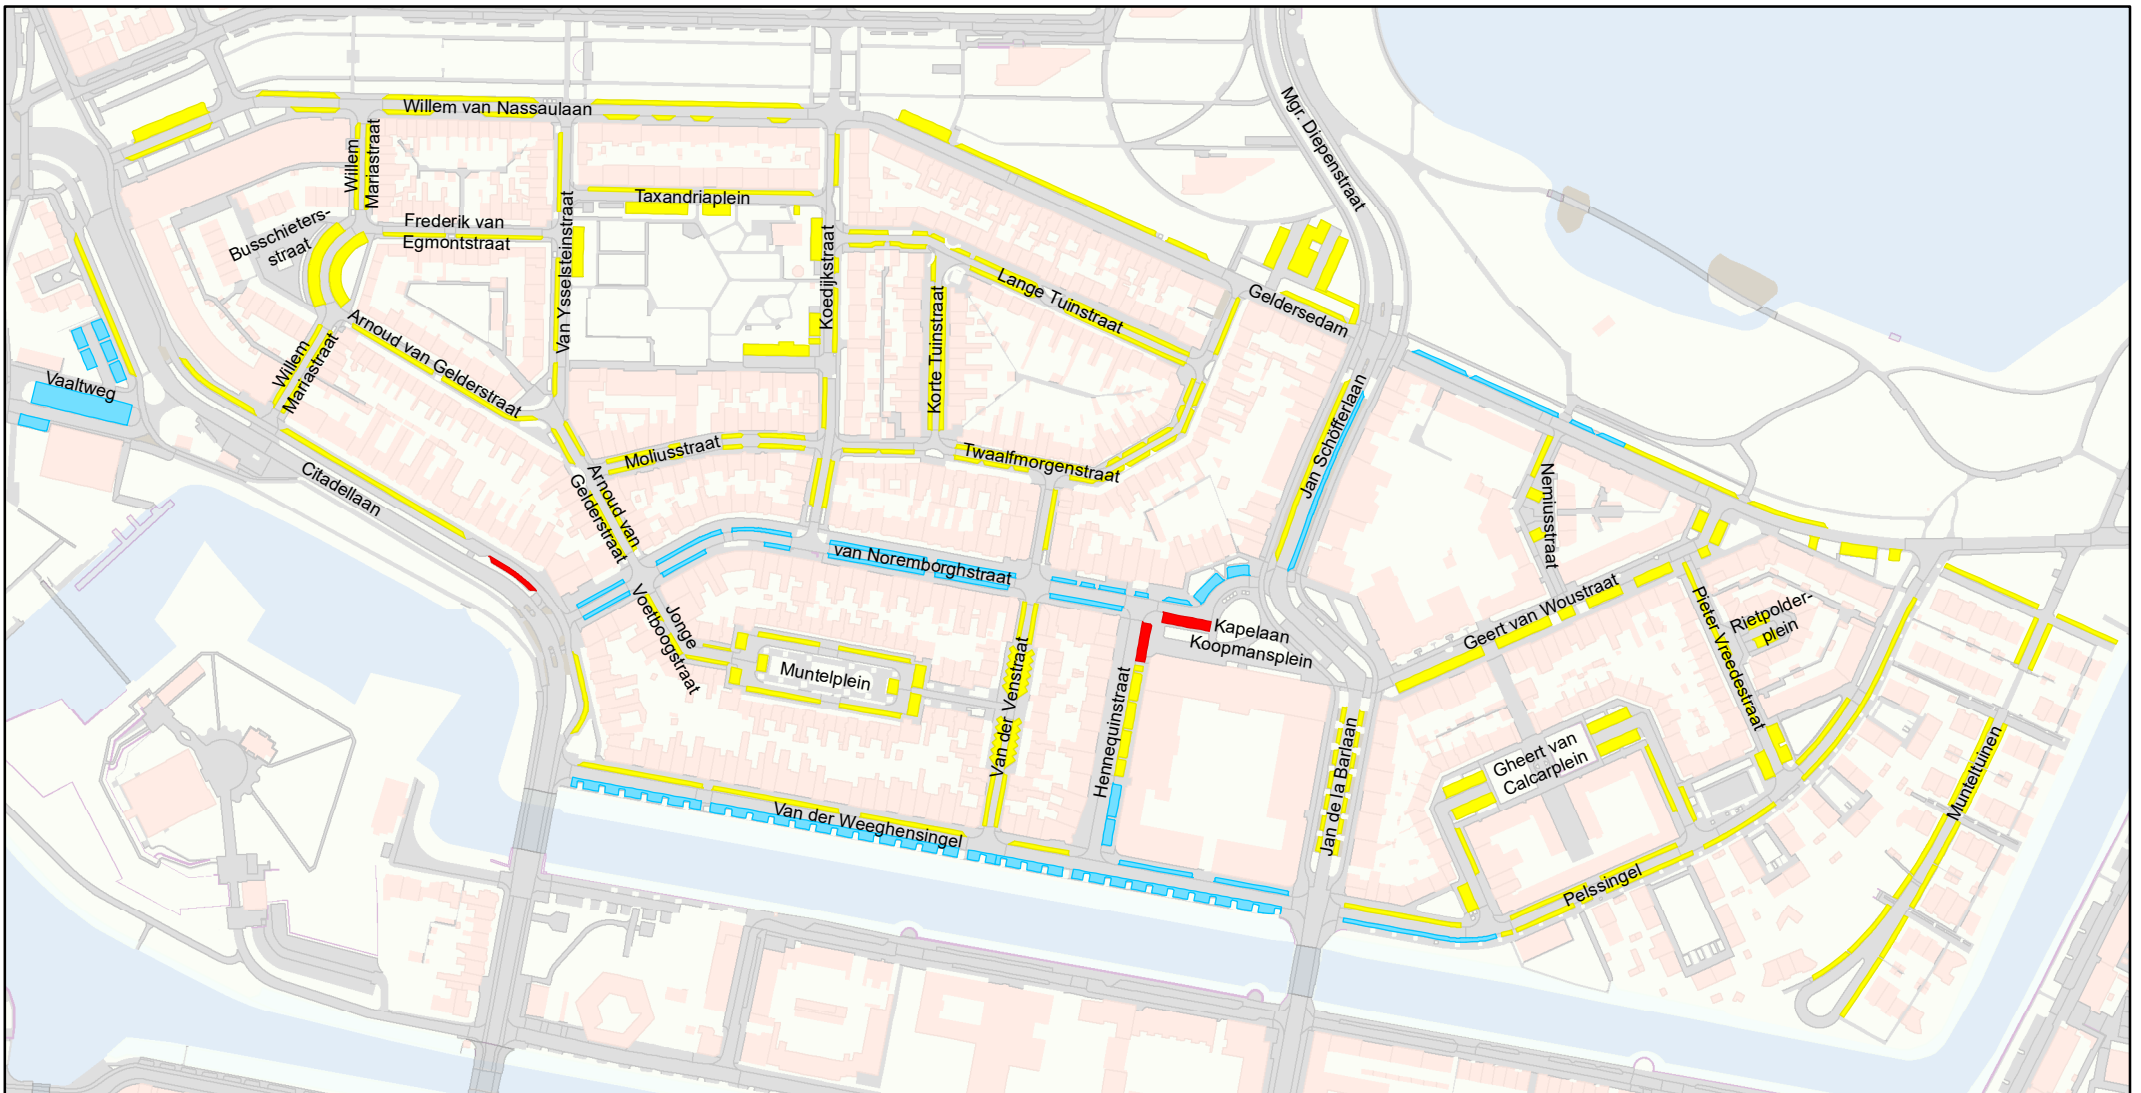 Willem van Nassaulaan
Mgr. Diepenstraat
Willem
Mariastraat
Taxandriaplein
Busschieters-
straat
Frederik van
Egmontstraat
Van Ysselsteinstraat
Koedijkstraat
Lange Tuinstraat
Geldersedam
Korte Tuinstraat
Arnoud van Gelderstraat
Willem
Mariastraat
Vaaltweg
Citadellaan
Moliusstraat
Twaalfmorgenstraat
Jan Schöfferlaan
Nemiusstraat
Arnoud van
Gelderstraat
van Noremborghstraat
Jonge
Voetboogstraat
Muntelplein
Van der Venstraat
Kapelaan
Koopmansplein
Hennequinstraat
Geert van Woustraat
Pieter Vreedestraat
Rietpolder-
plein
Gheert van
Calcarplein
Jan de la Barlaan
Munteltuinen
Van der Weeghensingel
Pelssingel